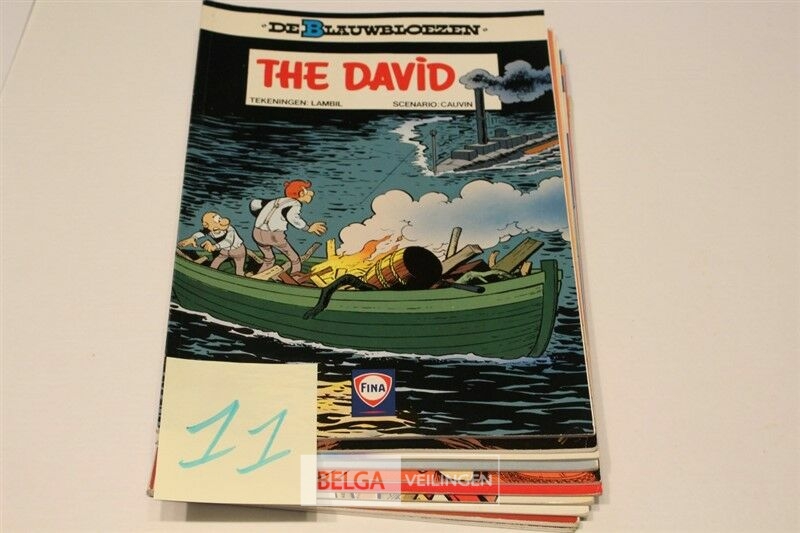 DE BLAUWBLOEZEN
THE DAVID
TEKENINGEN: LAMBIL SCENARIO: CAUVIN
FINA
11
BELGA VEILINGEN